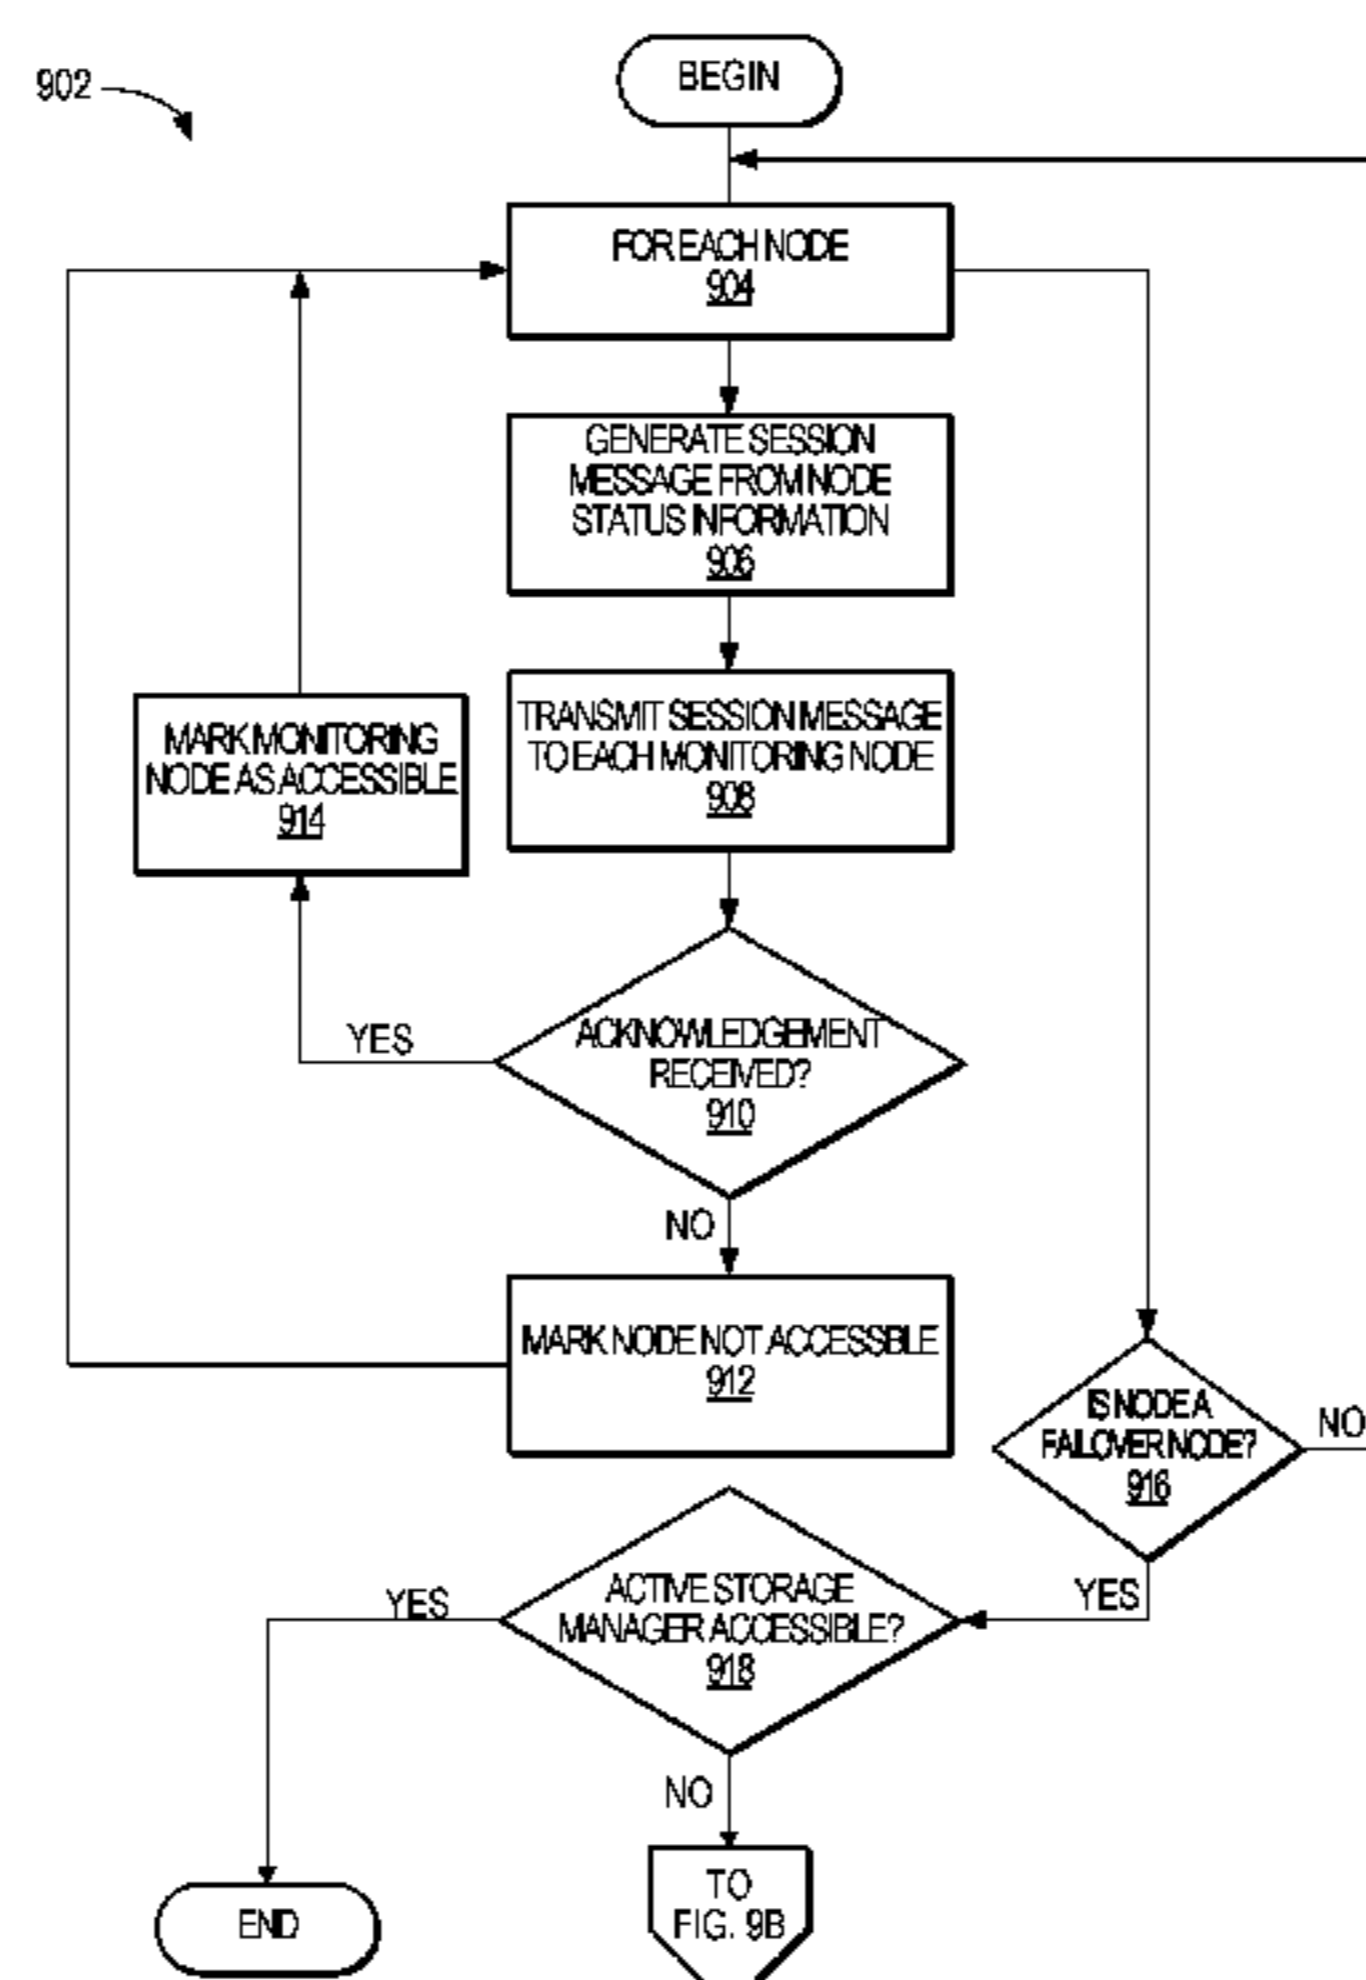 902
BEGIN
FOR EACH NODE
904
GENERATE SESSION
MESSAGE FROM NODE
STATUS INFORMATION
906
TRANSMIT SESSION MESSAGE
TO EACH MONITORING NODE
908
MARK MONITORING
NODE AS ACCESSIBLE
914
YES
ACKNOWLEDGEMENT
RECEIVED?
910
NO
MARK NODE NOT ACCESSBLE
912
IS NODE A
FAILOVER NODE?
916
NO
YES
ACTIVE STORAGE
MANAGER ACCESSIBLE?
918
YES
NO
END
TO
FIG. 9B